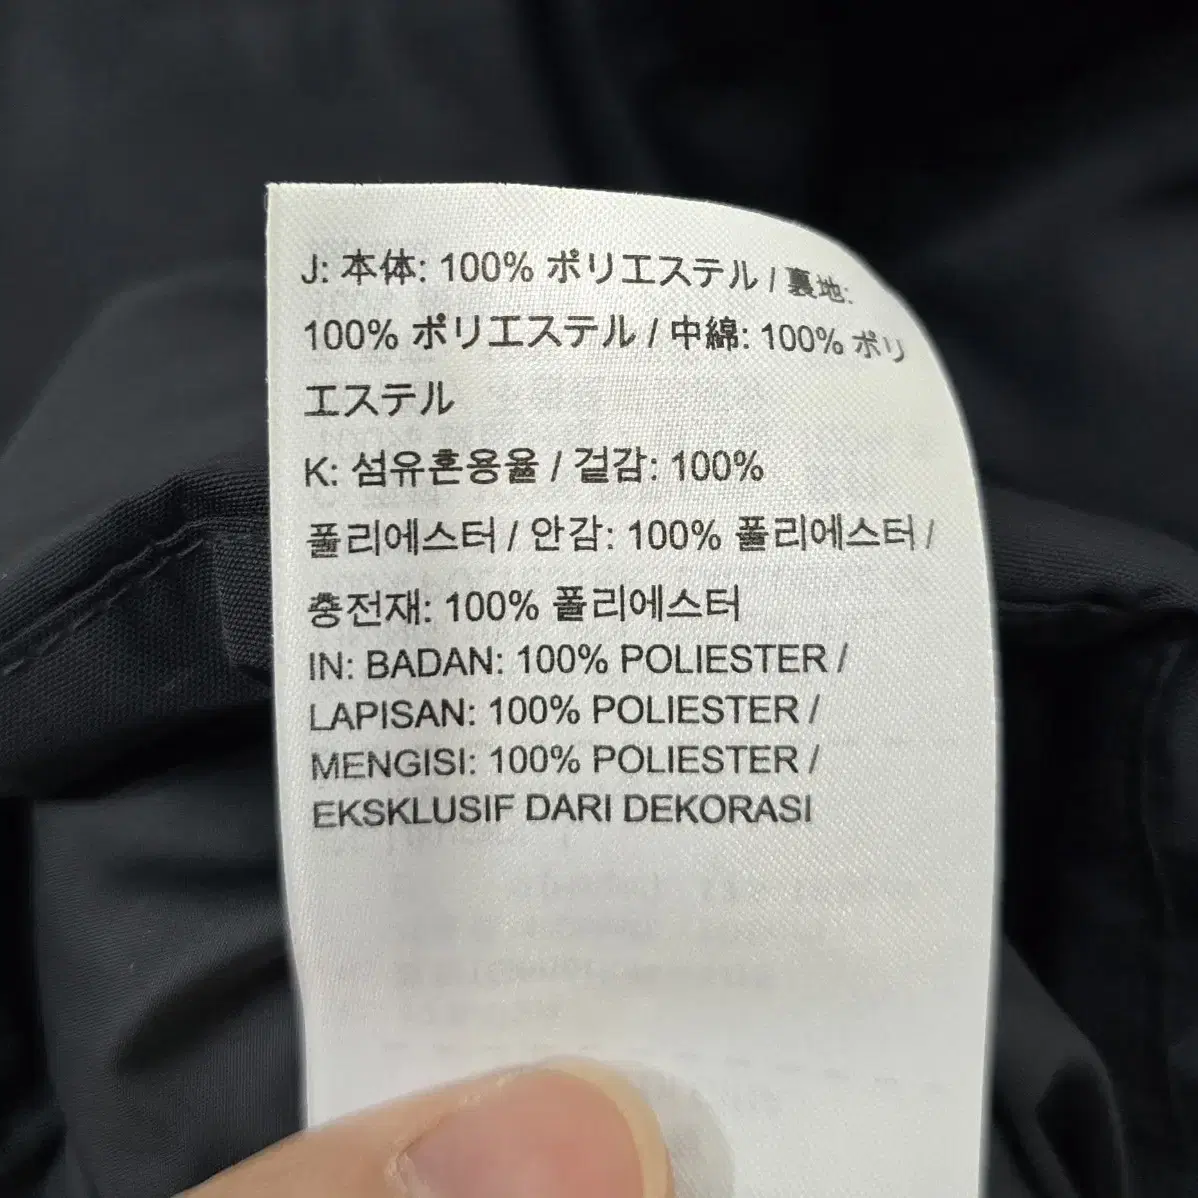 J: 本体: 100% ポリエステル / 裏地:
100% ポリエステル / 中綿: 100% ポリ
エステル
K: 섬유혼용율 / 겉감: 100%
폴리에스터 / 안감: 100% 폴리에스터 /
충전재: 100% 폴리에스터
IN: BADAN: 100% POLIESTER /
LAPISAN: 100% POLIESTER /
MENGISI: 100% POLIESTER /
EKSKLUSIF DARI DEKORASI